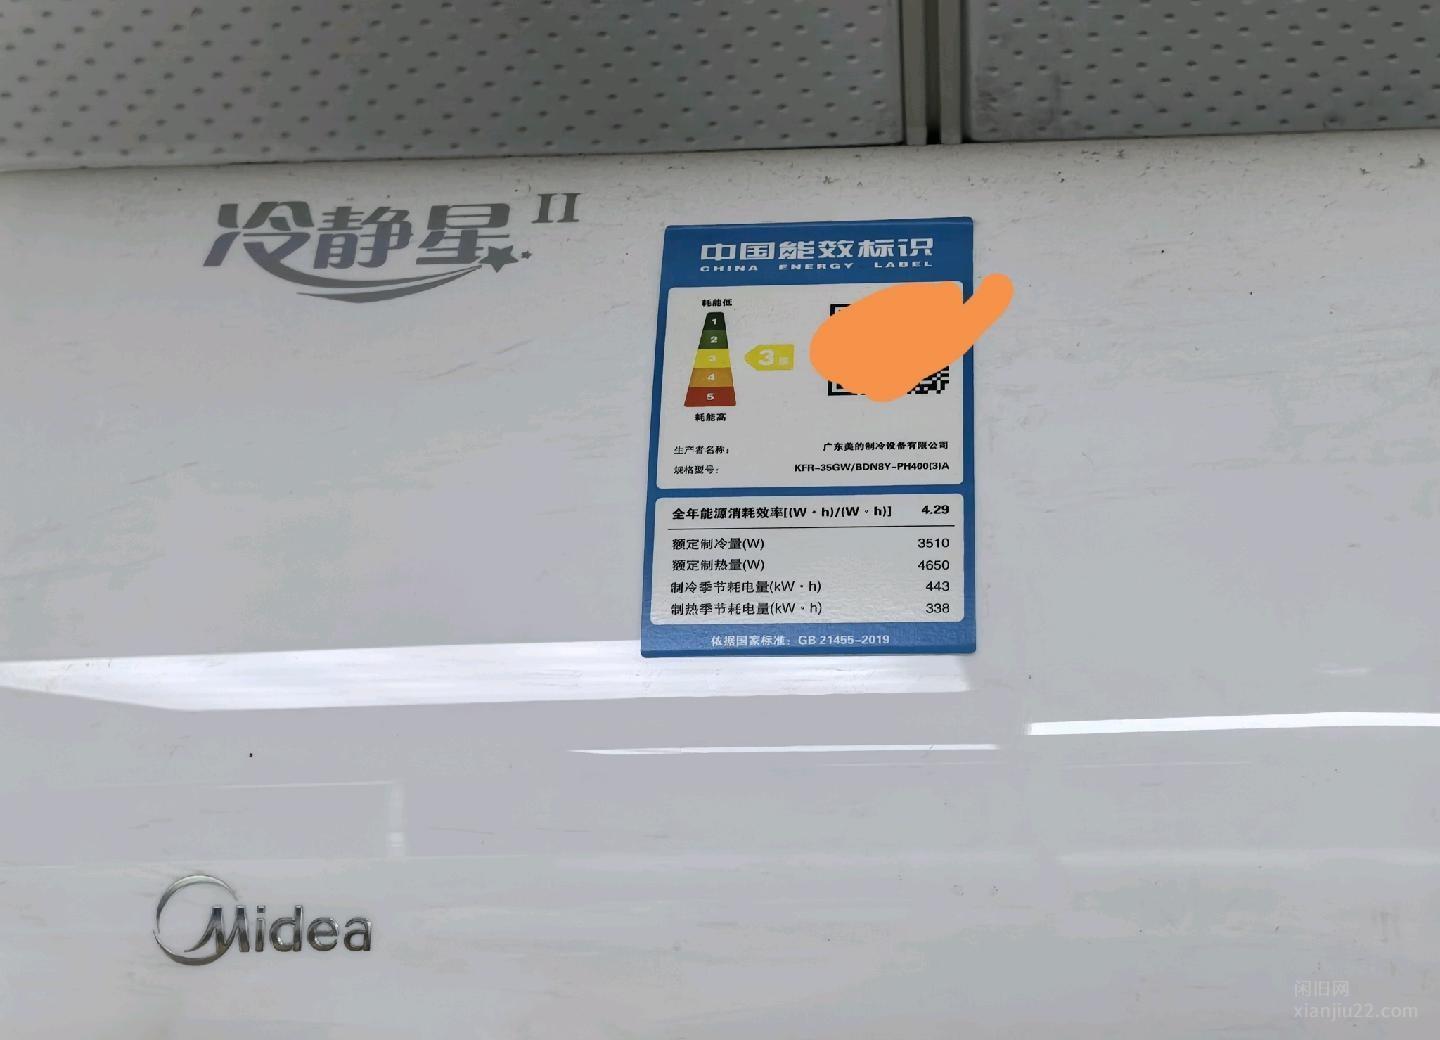 冷静星II
中国能效标识
CHINA ENERGY LABEL
耗能低
1
2
3
4
5
3级
耗能高
生产者名称：
广东美的制冷设备有限公司
规格型号：
KFR-35GW/BDN8Y-PH400(3)A
全年能源消耗效率[(W·h)/(W·h)] 4.29
额定制冷量(W) 3510
额定制热量(W) 4650
制冷季节耗电量(kW·h) 443
制热季节耗电量(kW·h) 338
依据国家标准：GB 21455-2019
Midea
闲旧网
xianjiu22.com